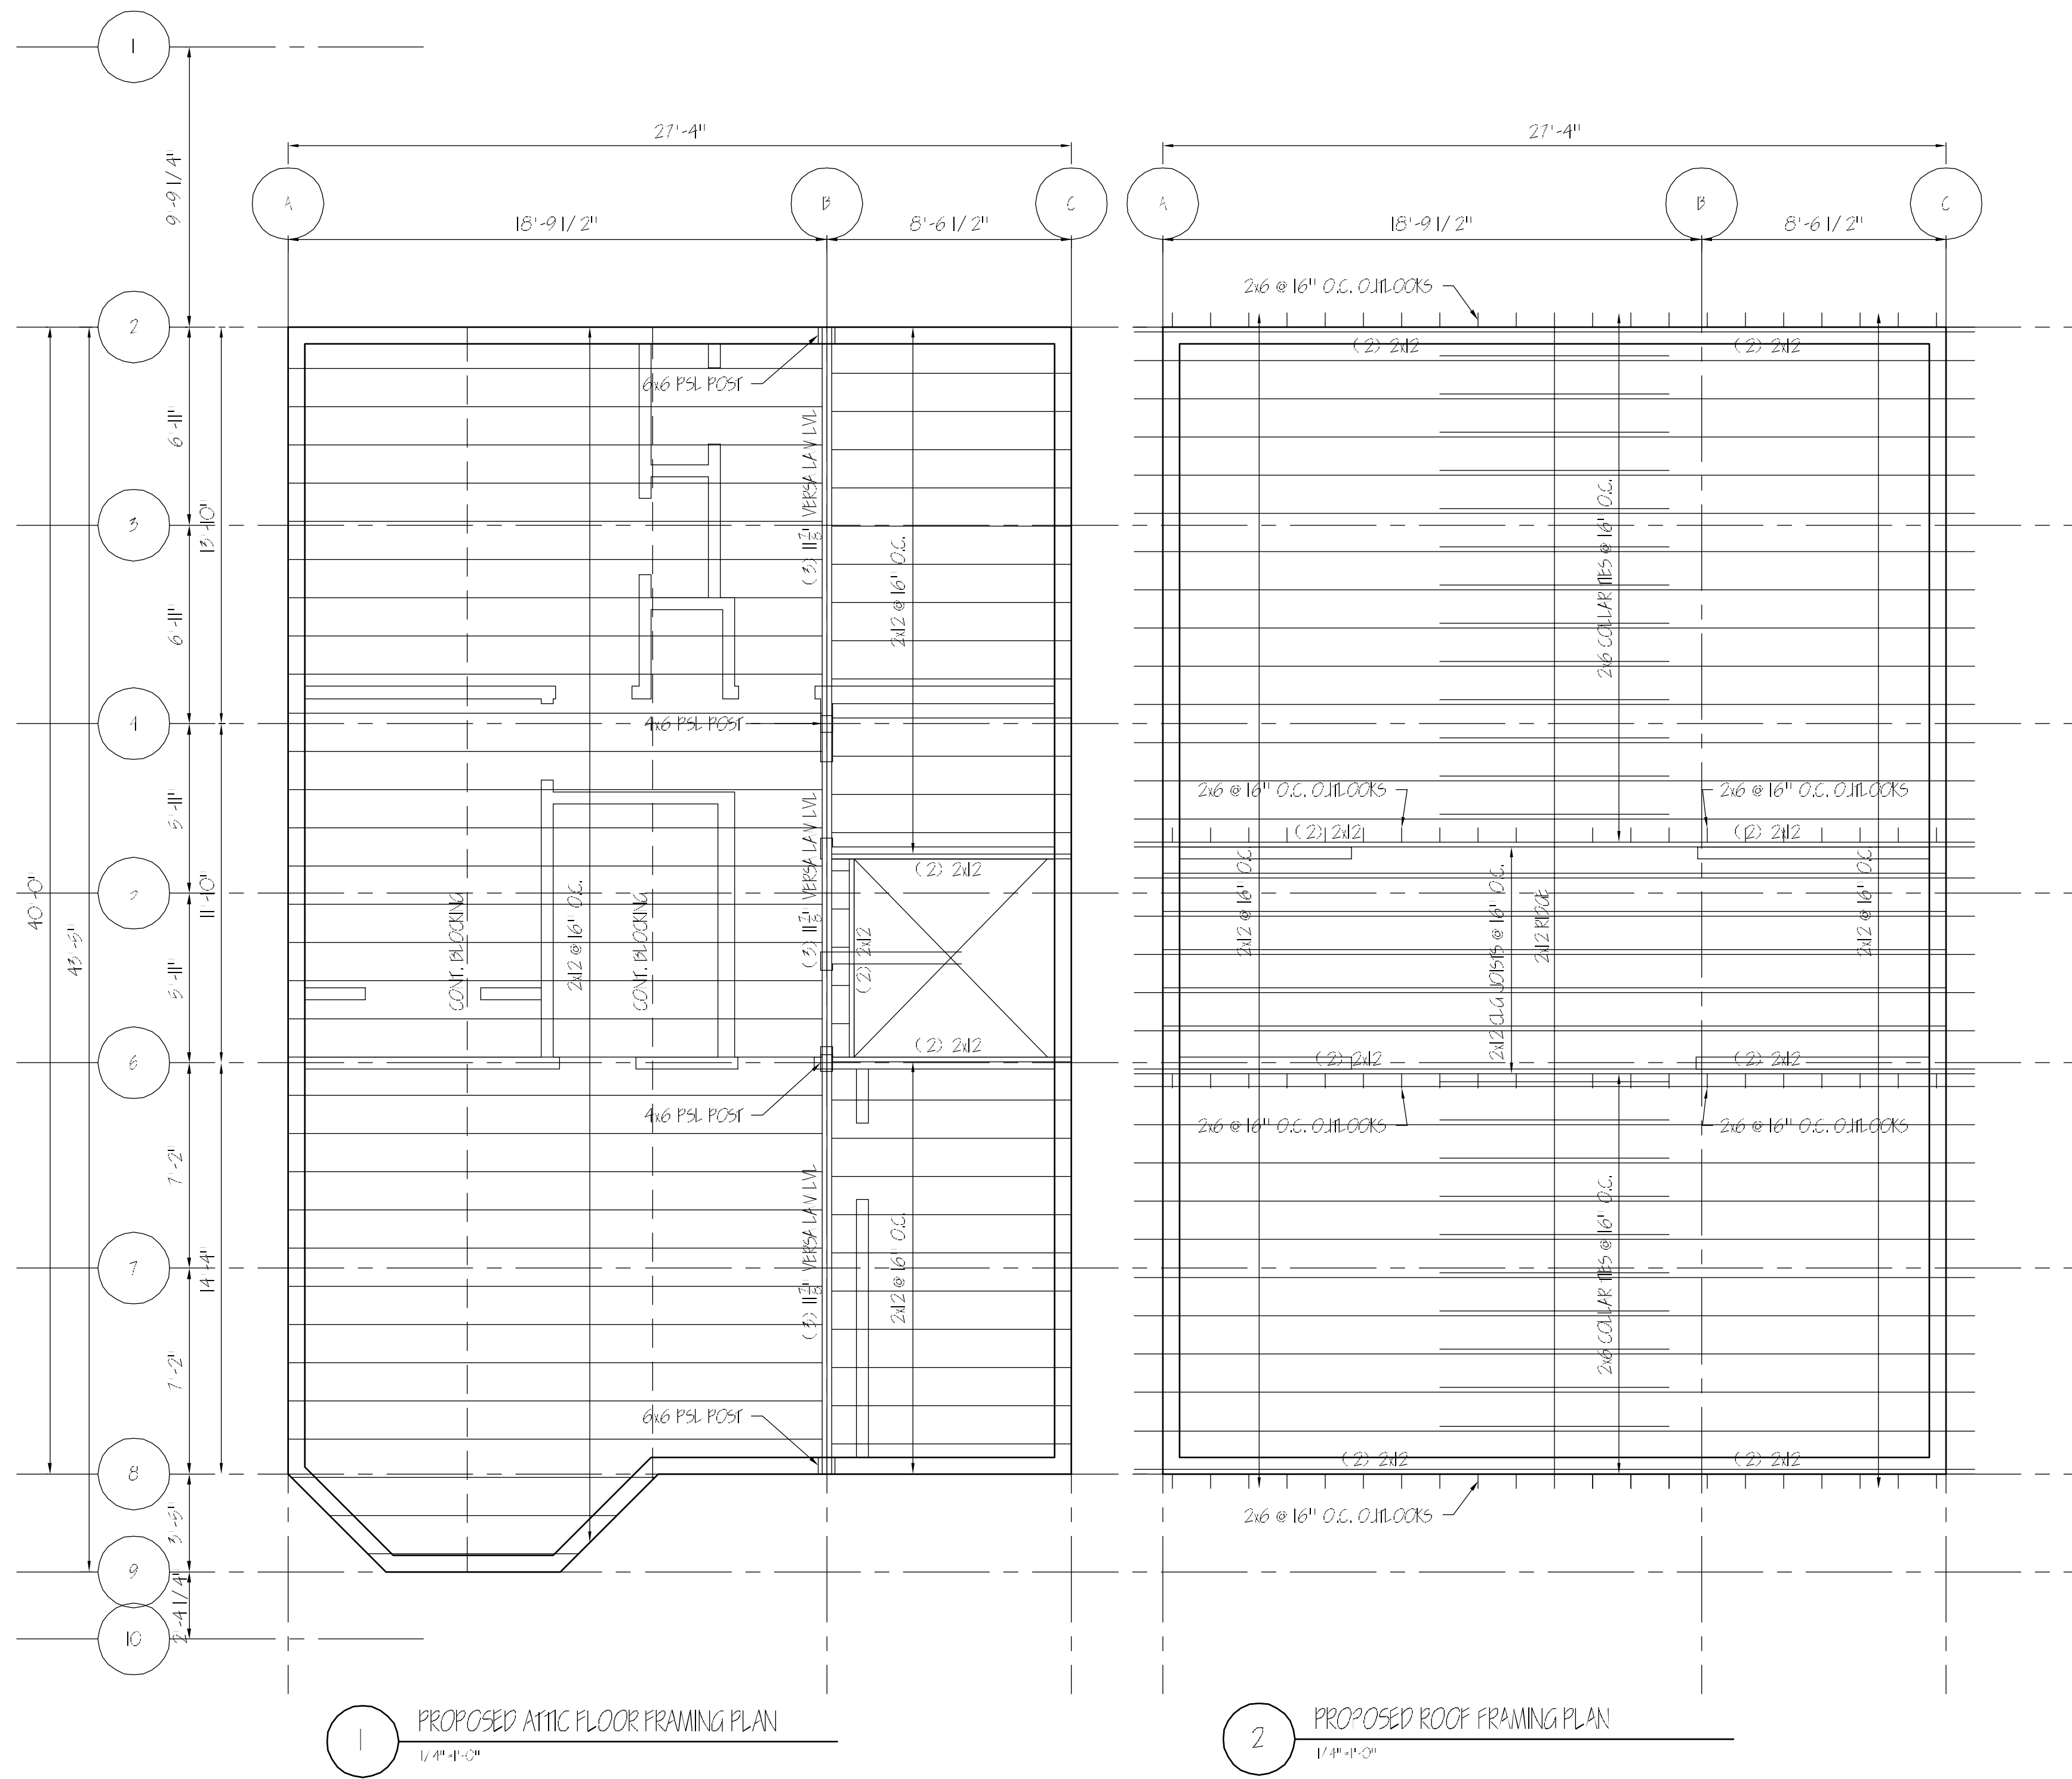 1
27'-4"
27'-4"
9'-9 1/4"
A
B
C
A
B
C
18'-9 1/2"
8'-6 1/2"
18'-9 1/2"
8'-6 1/2"
2x6 @ 16" O.C. OUTLOOKS
2
(2) 2x12
(2) 2x12
6x6 PSL POST
6'-11"
(3) 11 7/8" VERSA LAM LVL
2x12 @ 16" O.C.
2x6 COLLAR TIES @ 16" O.C.
3
13'-10"
6'-11"
4
4x6 PSL POST
5'-11"
2x6 @ 16" O.C. OUTLOOKS
2x6 @ 16" O.C. OUTLOOKS
(2) 2x12
(2) 2x12
(3) 11 7/8" VERSA LAM LVL
(2) 2x12
40'-0"
43'-5"
11'-10"
5
CONT. BLOCKING
2x12 @ 16" O.C.
CONT. BLOCKING
(2) 2x12
2x12 @ 16" O.C.
2x12 CLG JOISTS @ 16" O.C.
2x12 RIDGE
2x12 @ 16" O.C.
5'-11"
(2) 2x12
(2) 2x12
(2) 2x12
6
4x6 PSL POST
2x6 @ 16" O.C. OUTLOOKS
2x6 @ 16" O.C. OUTLOOKS
7'-2"
(3) 11 7/8" VERSA LAM LVL
2x12 @ 16" O.C.
2x6 COLLAR TIES @ 16" O.C.
7
14'-4"
7'-2"
6x6 PSL POST
(2) 2x12
(2) 2x12
8
3'-5"
2x6 @ 16" O.C. OUTLOOKS
9
2'-4 1/4"
10
1
PROPOSED ATTIC FLOOR FRAMING PLAN
1/4"=1'-0"
2
PROPOSED ROOF FRAMING PLAN
1/4"=1'-0"